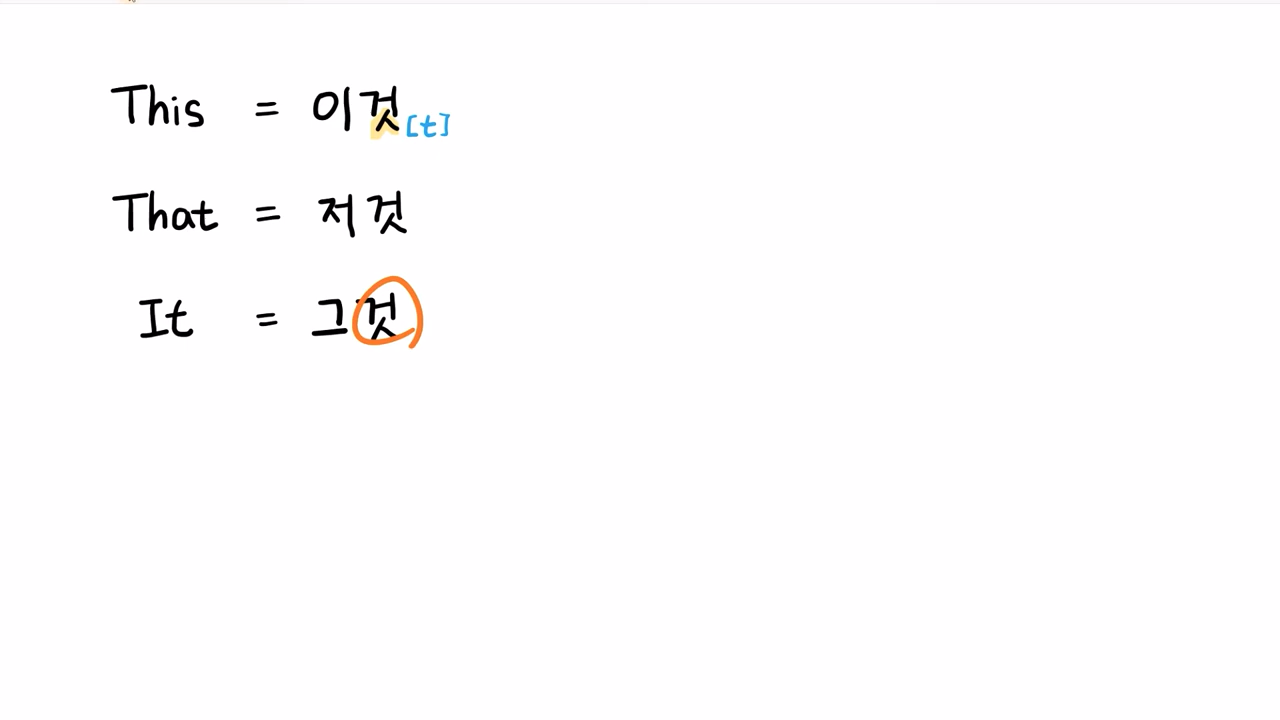 This = 이것 [t]
That = 저것
It = 그것